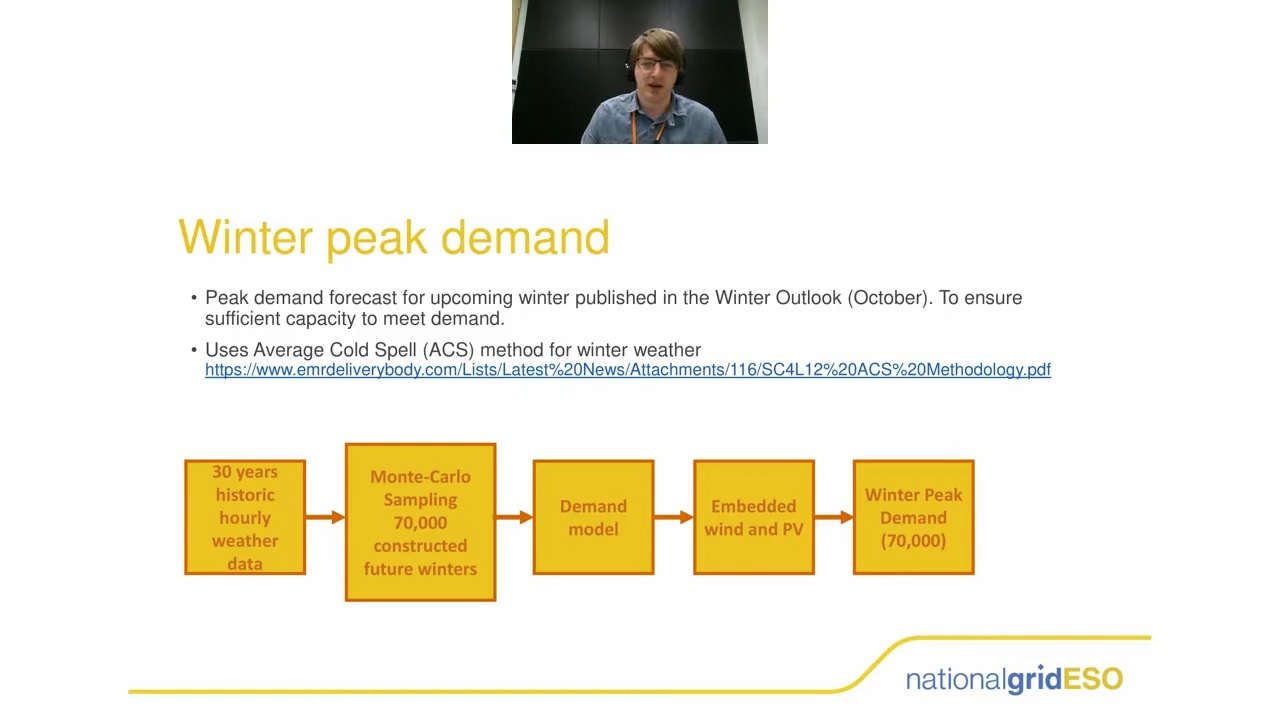 Winter peak demand
• Peak demand forecast for upcoming winter published in the Winter Outlook (October). To ensure
sufficient capacity to meet demand.
• Uses Average Cold Spell (ACS) method for winter weather
https://www.emrdeliverybody.com/Lists/Latest%20News/Attachments/116/SC4L12%20ACS%20Methodology.pdf
30 years
historic
hourly
weather
data
Monte-Carlo
Sampling
70,000
constructed
future winters
Demand
model
Embedded
wind and PV
Winter Peak
Demand
(70,000)
nationalgridESO